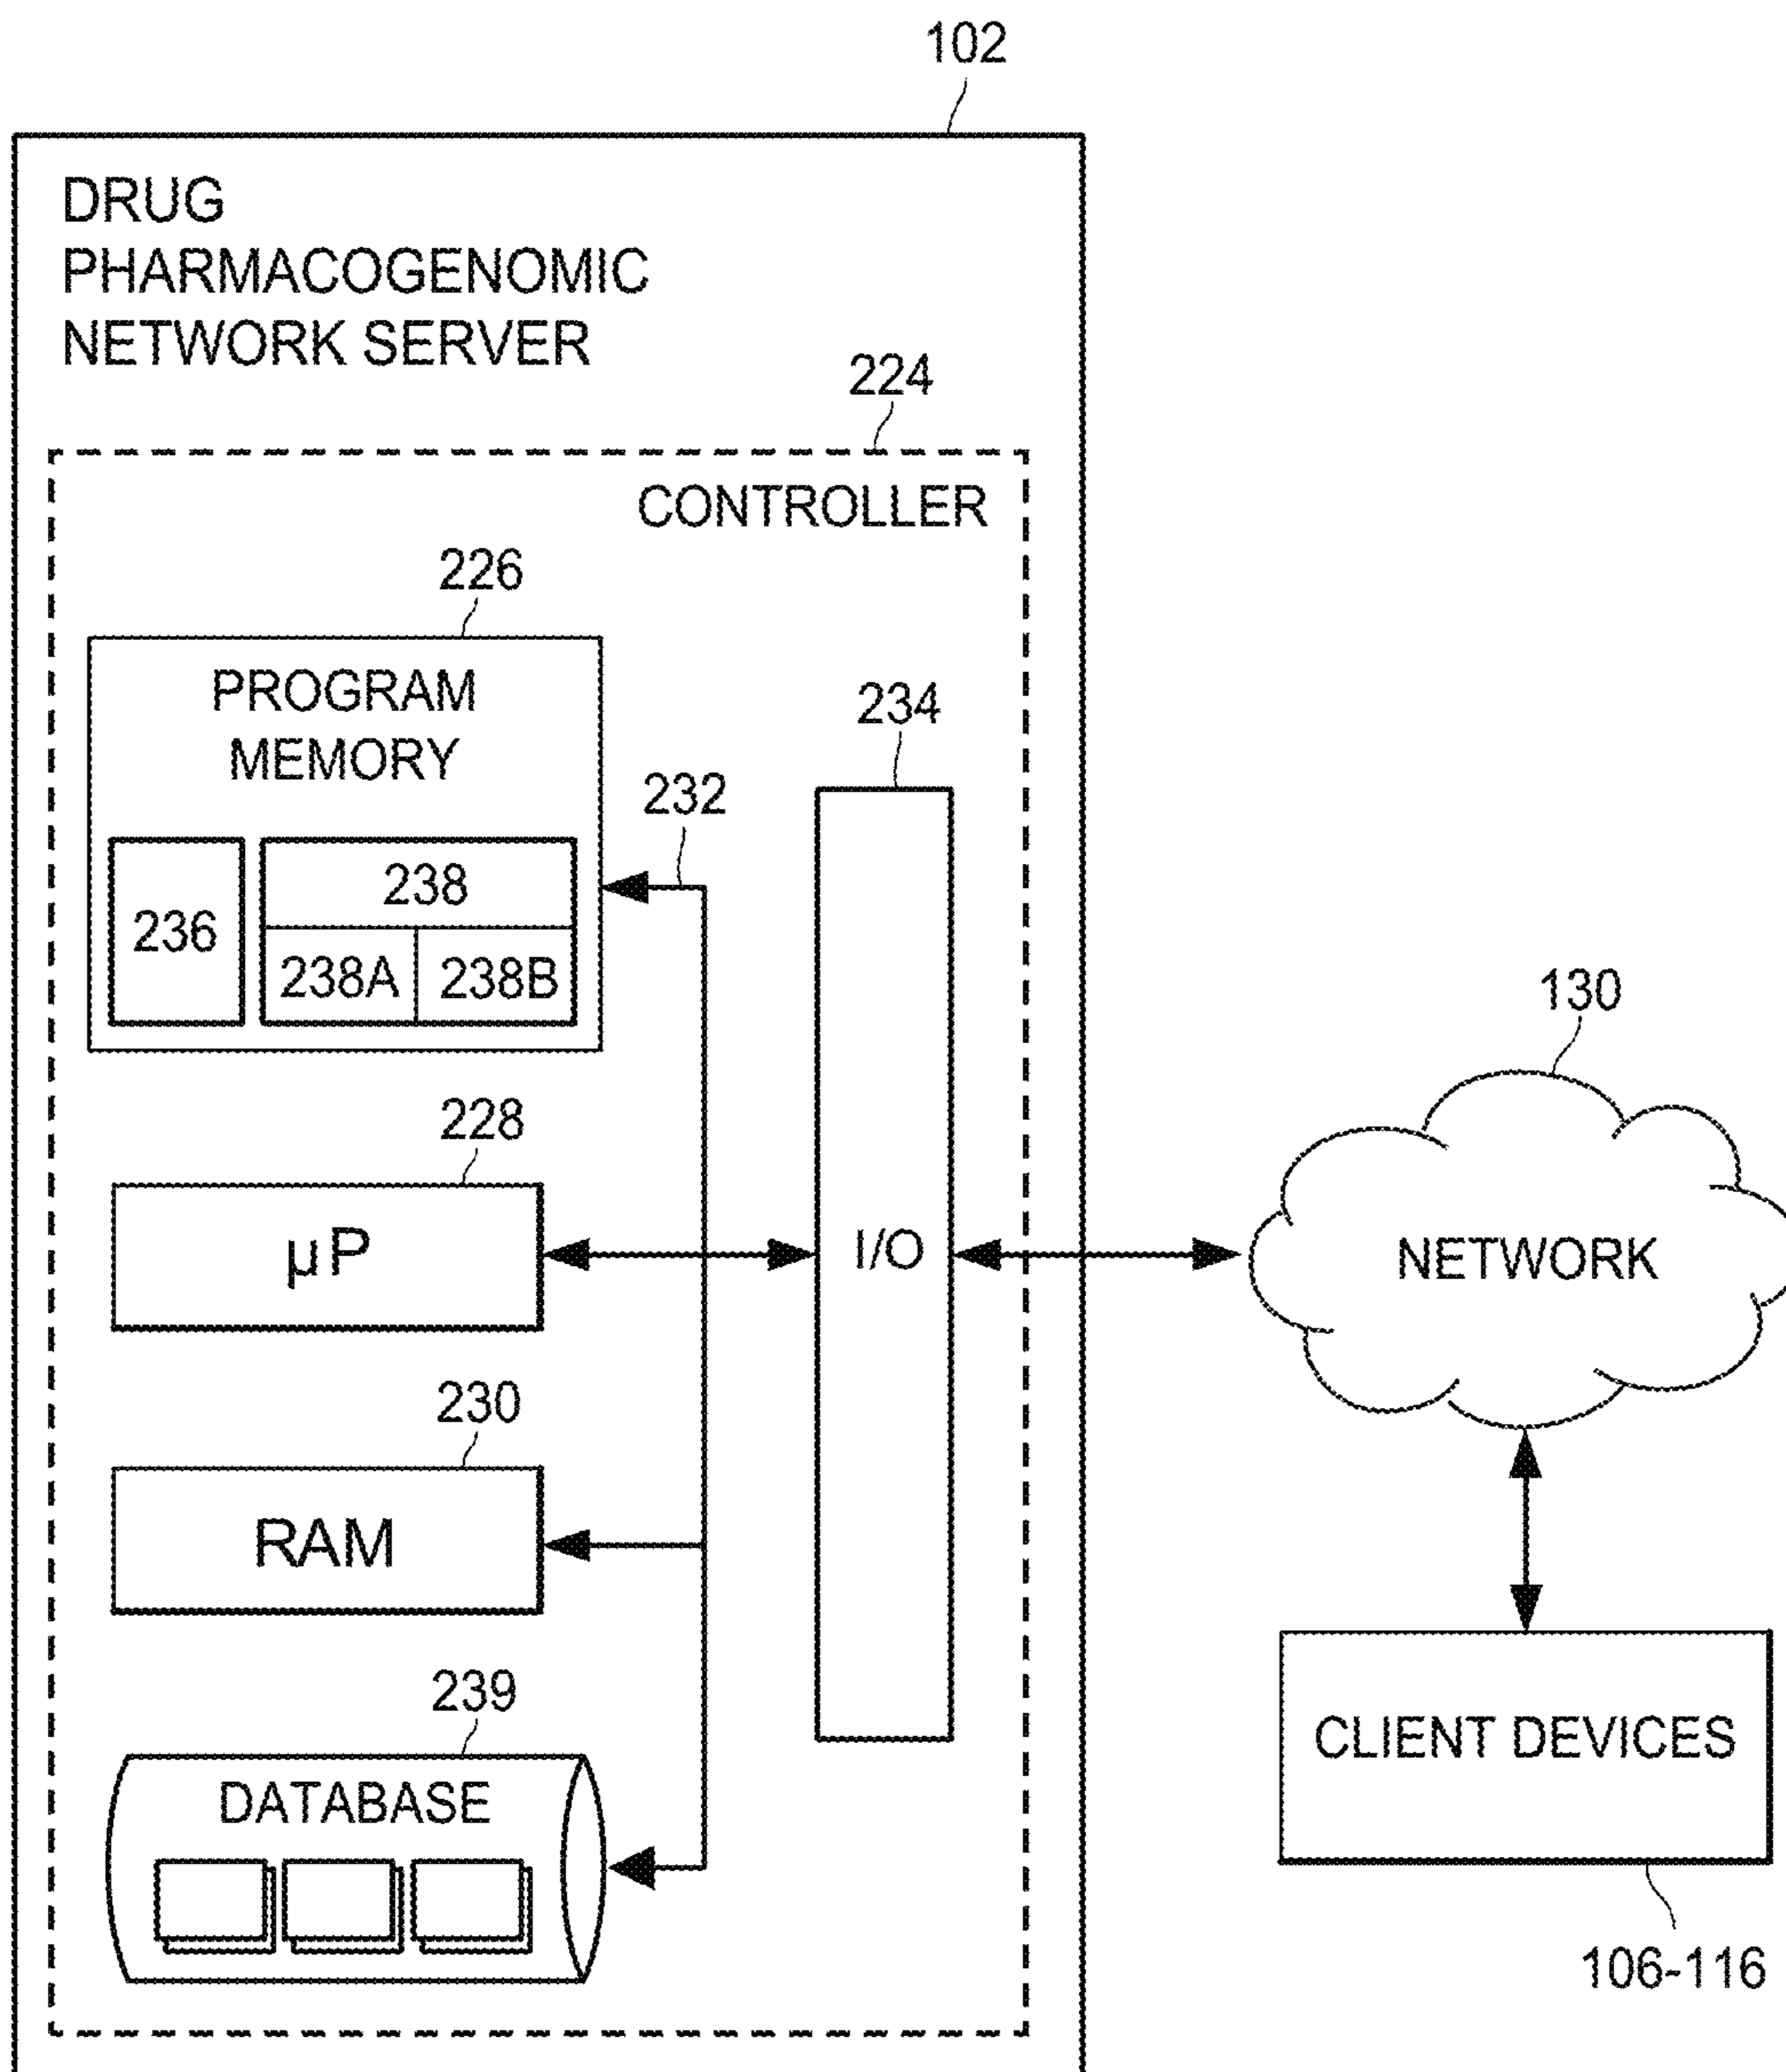 102
DRUG
PHARMACOGENOMIC
NETWORK SERVER
224
CONTROLLER
226
PROGRAM
MEMORY
234
232
236
238
238A
238B
130
228
µP
I/O
NETWORK
230
RAM
239
DATABASE
CLIENT DEVICES
106-116